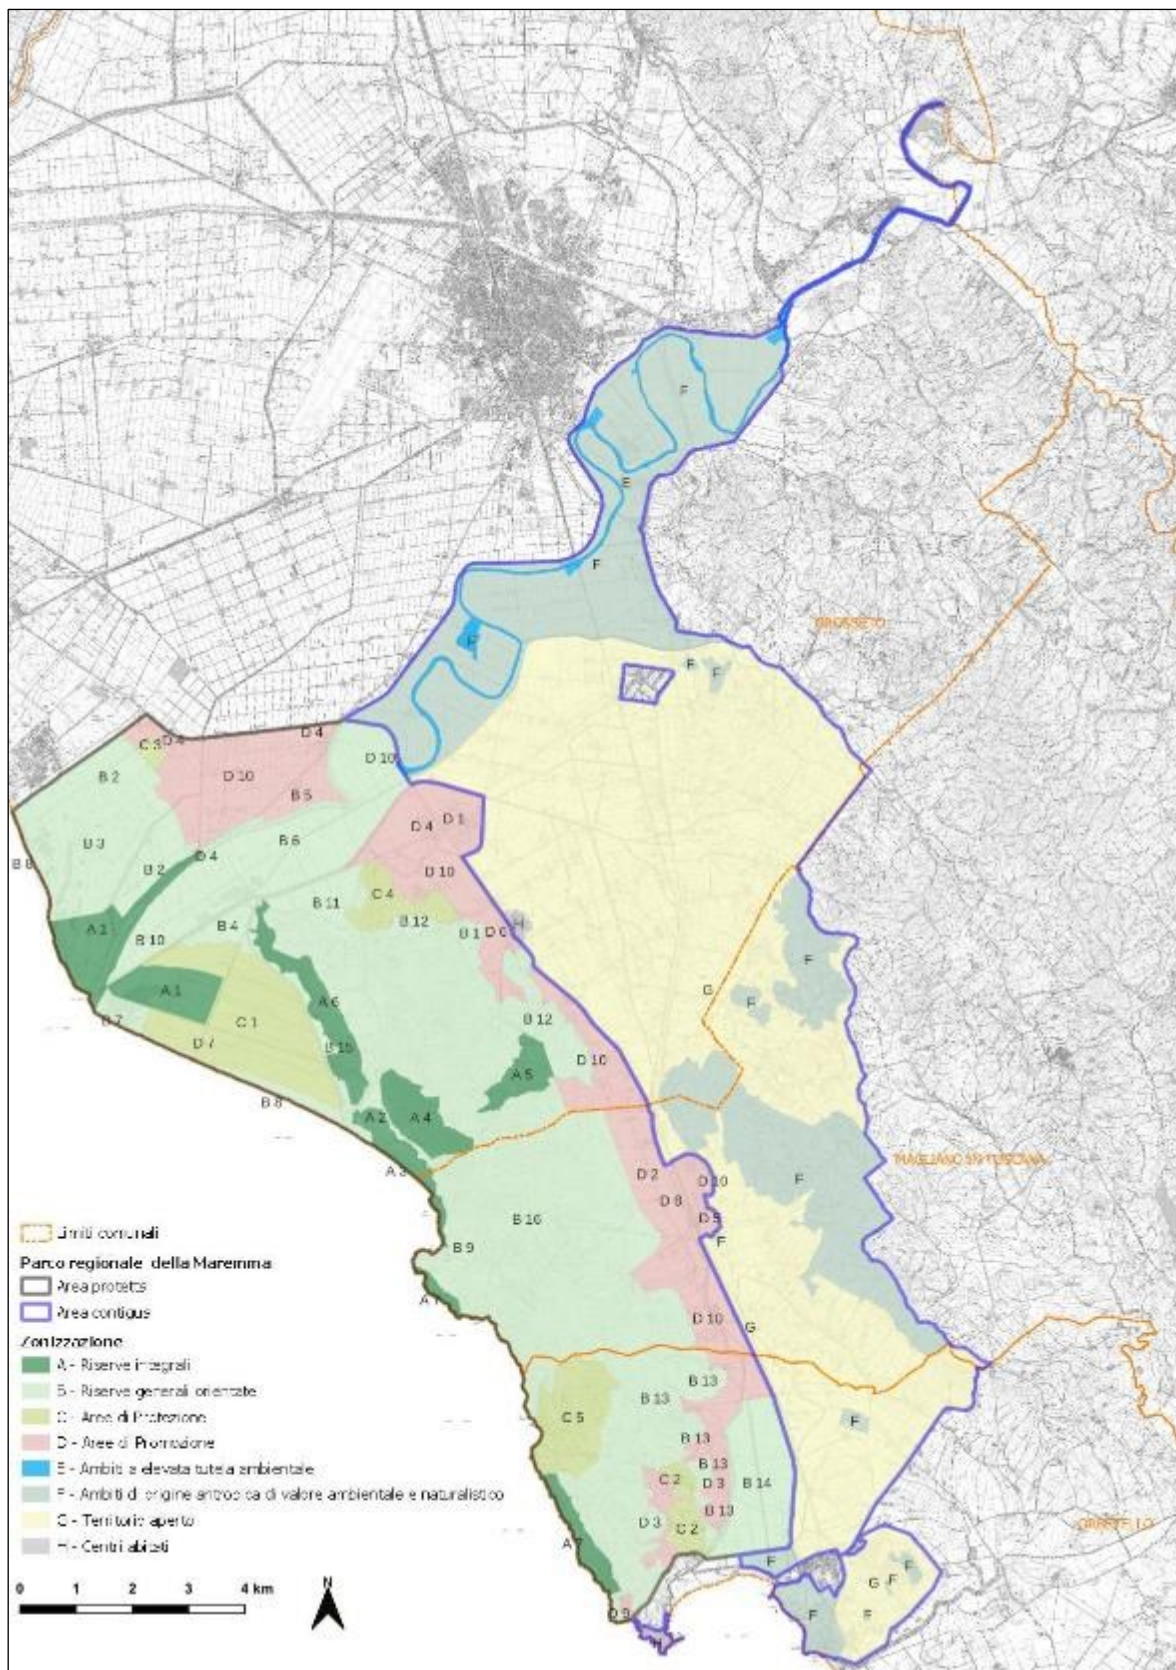 F
E
F
GROSSETO
F
F
D 4
D 4
C 3
B 2
D 10
D 10
B 5
D 4
D 1
B 3
B 6
B 8
B 2
D 4
D 10
C 4
B 11
B 12
B 4
B 10
B 1
H
F
A 1
G
F
A 6
C 1
B 7
B 12
D 7
B 15
D 10
A 5
B 8
A 2
A 4
MAGLIANO IN TOSCANA
A 3
D 2
D 10
F
D 8
D 5
B 16
F
B 9
D 10
G
B 13
B 13
C 5
F
B 13
B 13
C 2
D 3
B 14
B 13
D 3
C 2
ORBETELLO
A 7
F
F
G
F
F
F
D 9
H
Limiti comunali
Parco regionale della Maremma
Area protetta
Area contigua
Zonizzazione
A - Riserve integrali
B - Riserve generali orientate
C - Aree di Protezione
D - Aree di Promozione
E - Ambiti a elevata tutela ambientale
F - Ambiti di origine antropica di valore ambientale e naturalistico
G - Territorio aperto
H - Centri abitati
0 1 2 3 4 km
N